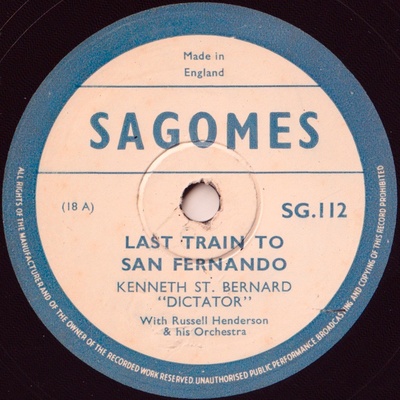 Made in
England
SAGOMES
(18 A)
SG.112
LAST TRAIN TO
SAN FERNANDO
KENNETH ST. BERNARD
"DICTATOR"
With Russell Henderson
& his Orchestra
ALL RIGHTS OF THE MANUFACTURER AND OF THE OWNER OF THE RECORDED WORK RESERVED. UNAUTHORISED PUBLIC PERFORMANCE BROADCASTING AND COPYING OF THIS RECORD PROHIBITED